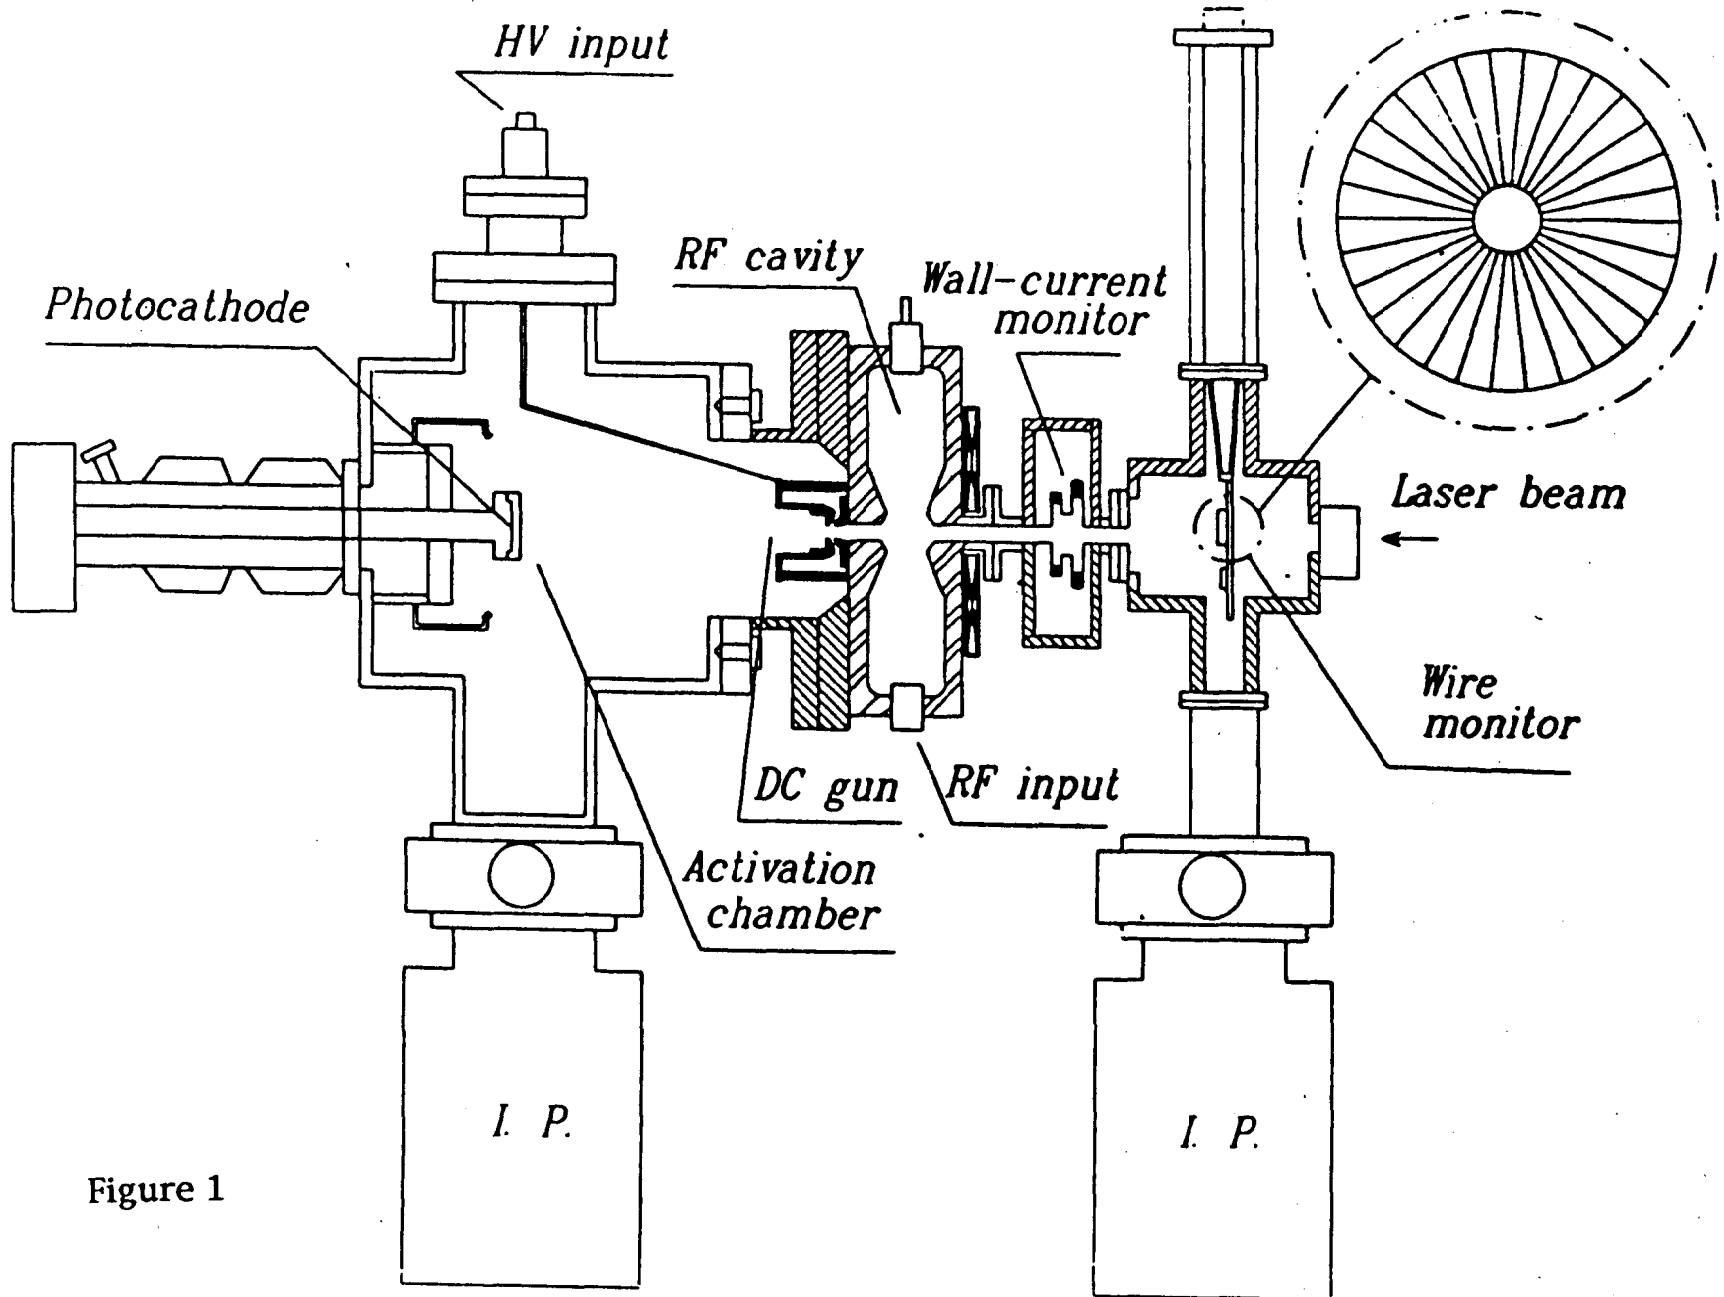 HV input
RF cavity
Wall-current
monitor
Photocathode
Laser beam
Wire
monitor
DC gun
RF input
Activation
chamber
I. P.
I. P.
Figure 1